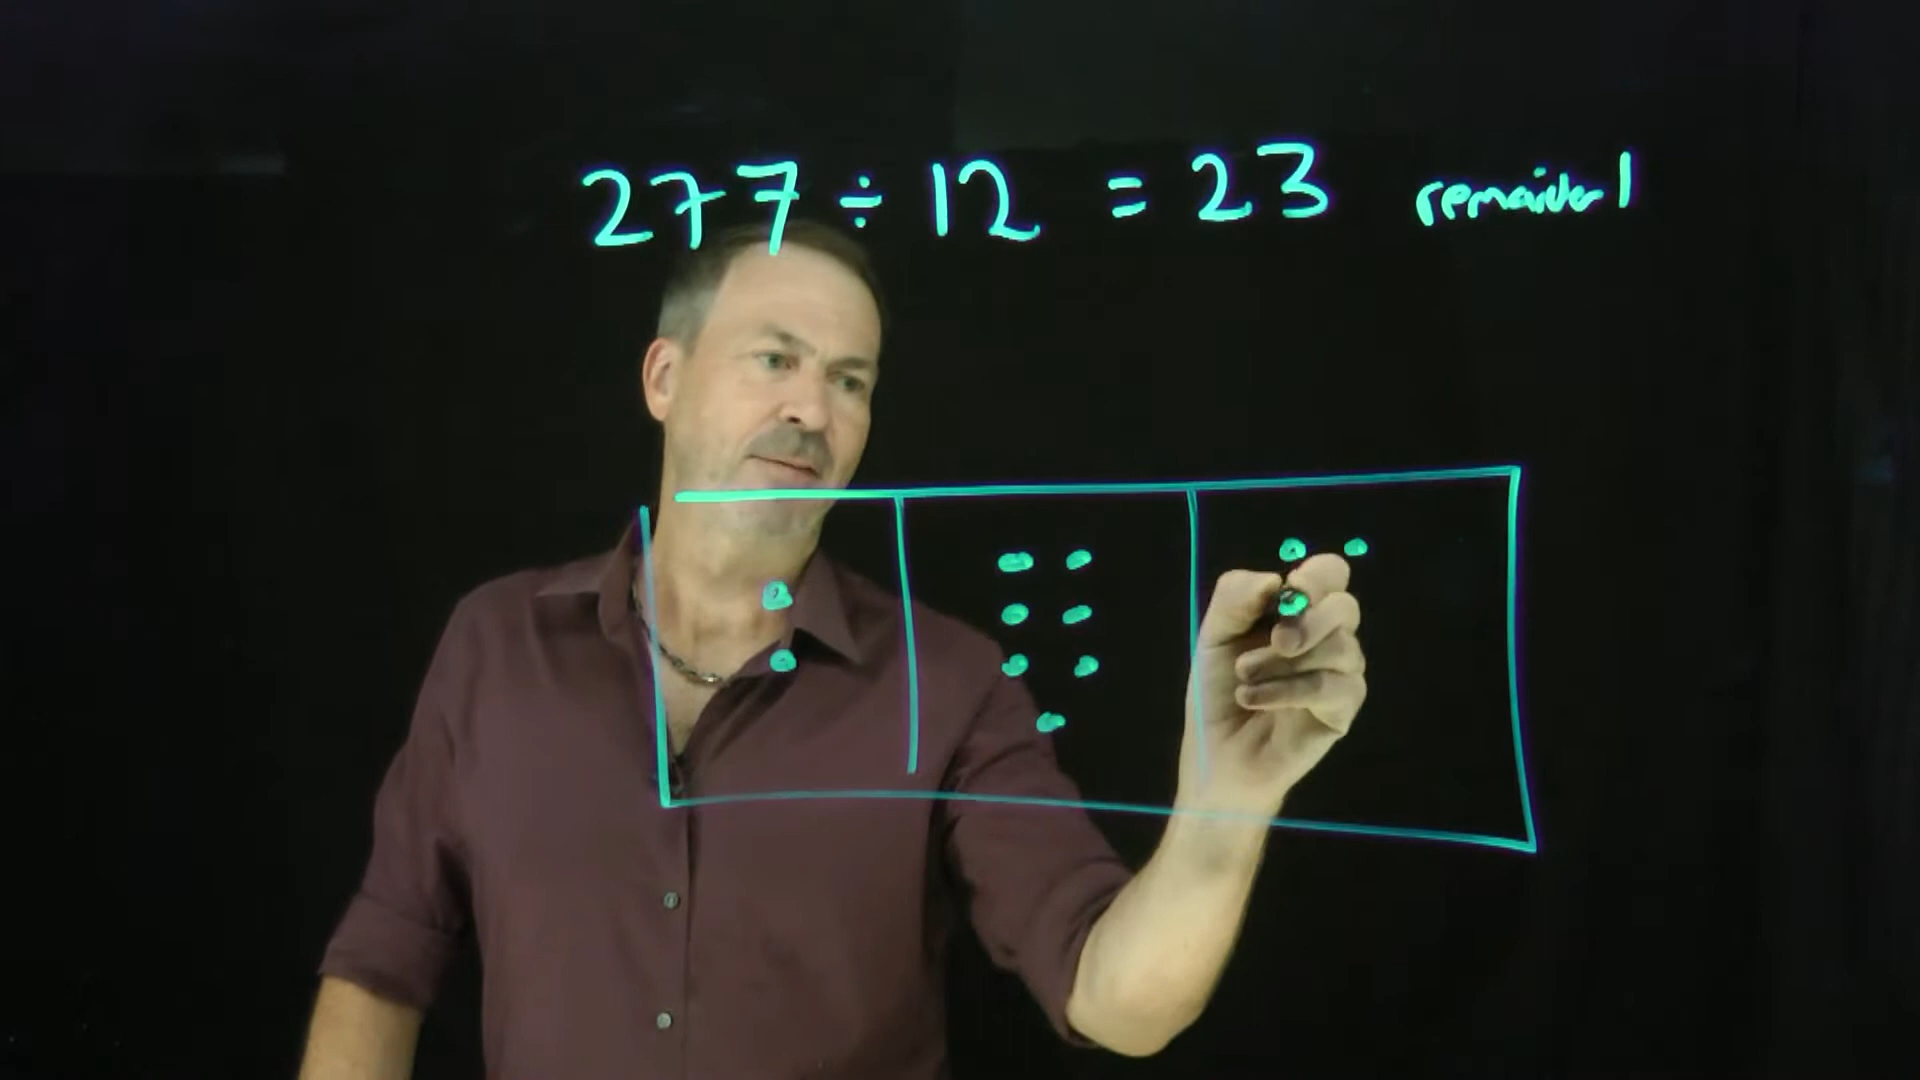 277 ÷ 12 = 23 remainder 1